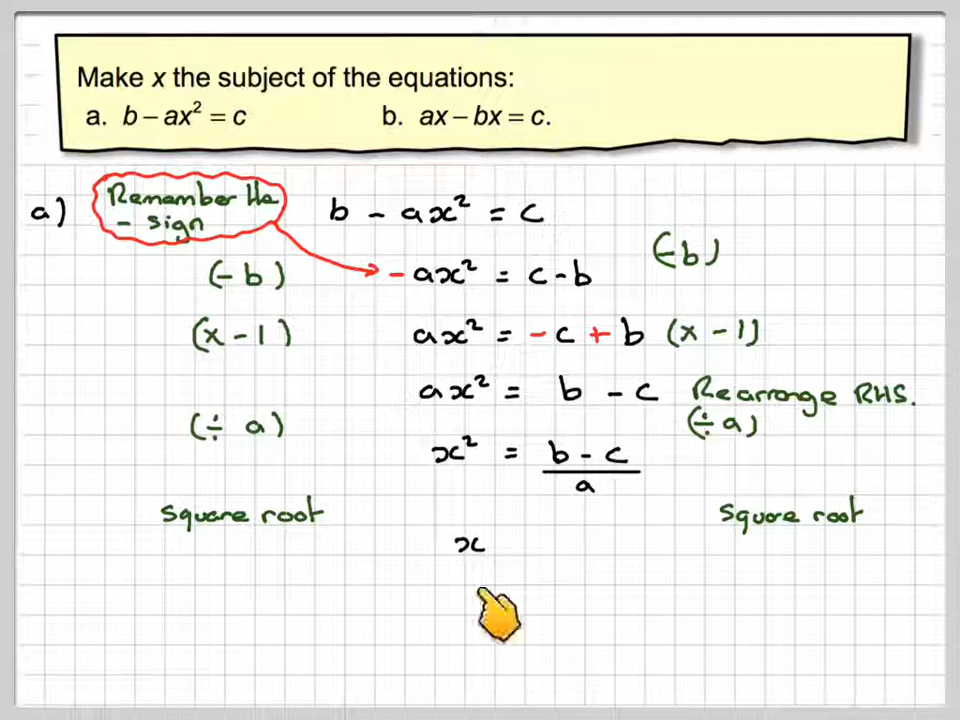 Make x the subject of the equations:
a. b – ax² = c b. ax – bx = c.
a) Remember the – sign b - ax² = c
(-b) - ax² = c - b (-b)
(x - 1) ax² = - c + b (x - 1)
ax² = b - c Rearrange RHS.
(÷ a) (÷ a)
x² = b - c / a
square root square root
x